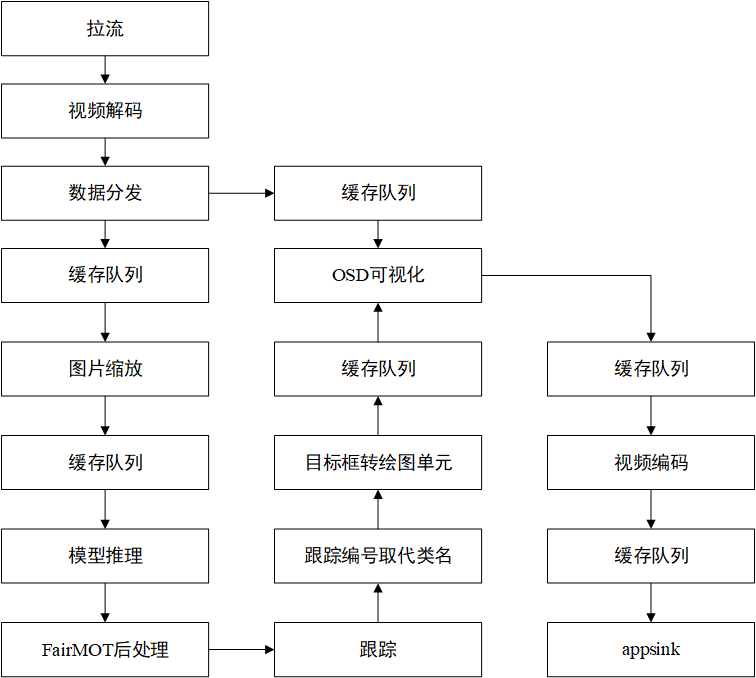 拉流
视频解码
数据分发
缓存队列
图片缩放
缓存队列
模型推理
FairMOT后处理
缓存队列
OSD可视化
缓存队列
目标框转绘图单元
跟踪编号取代类名
跟踪
缓存队列
视频编码
缓存队列
appsink